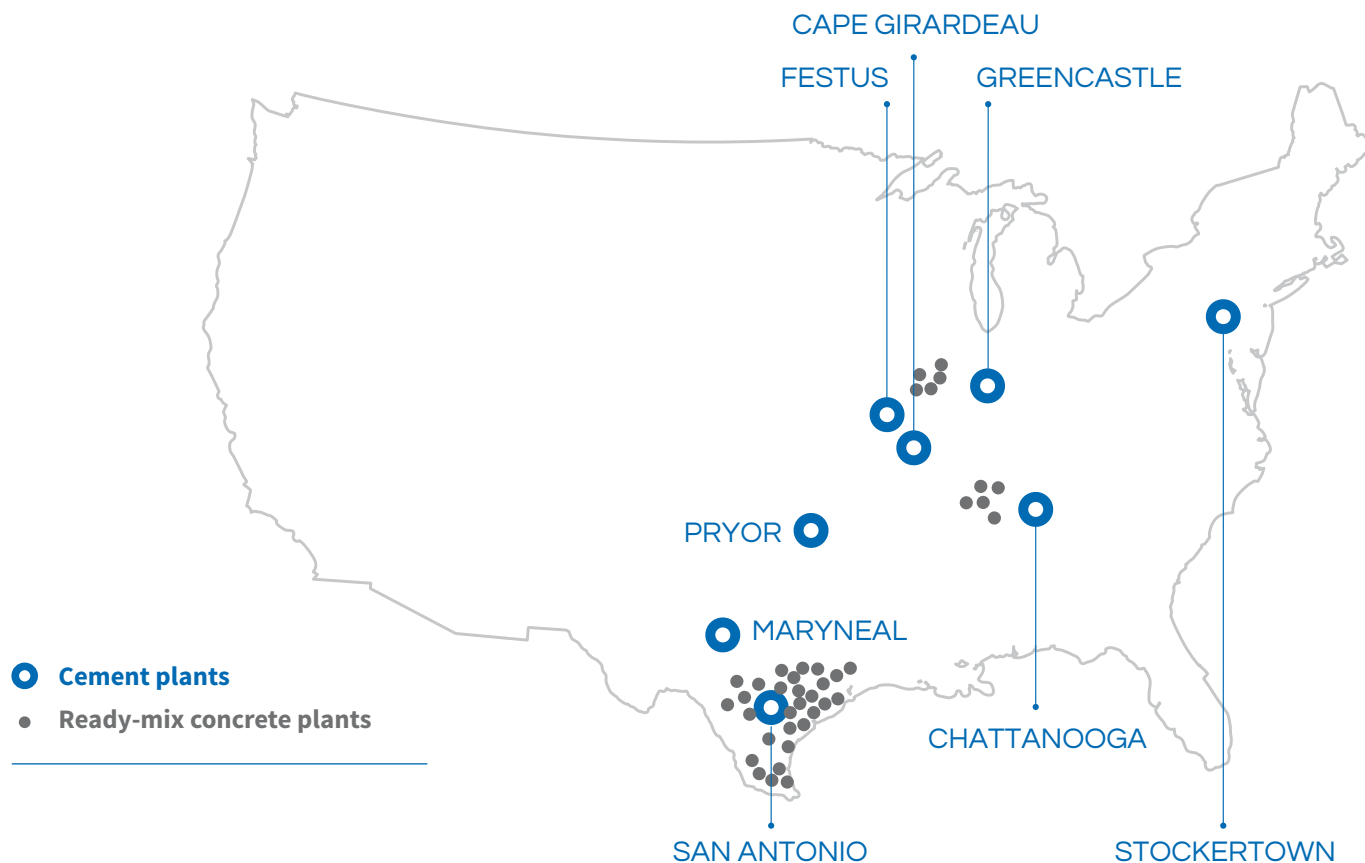 CAPE GIRARDEAU
FESTUS
GREENCASTLE
PRYOR
MARYNEAL
Cement plants
Ready-mix concrete plants
CHATTANOOGA
SAN ANTONIO
STOCKERTOWN